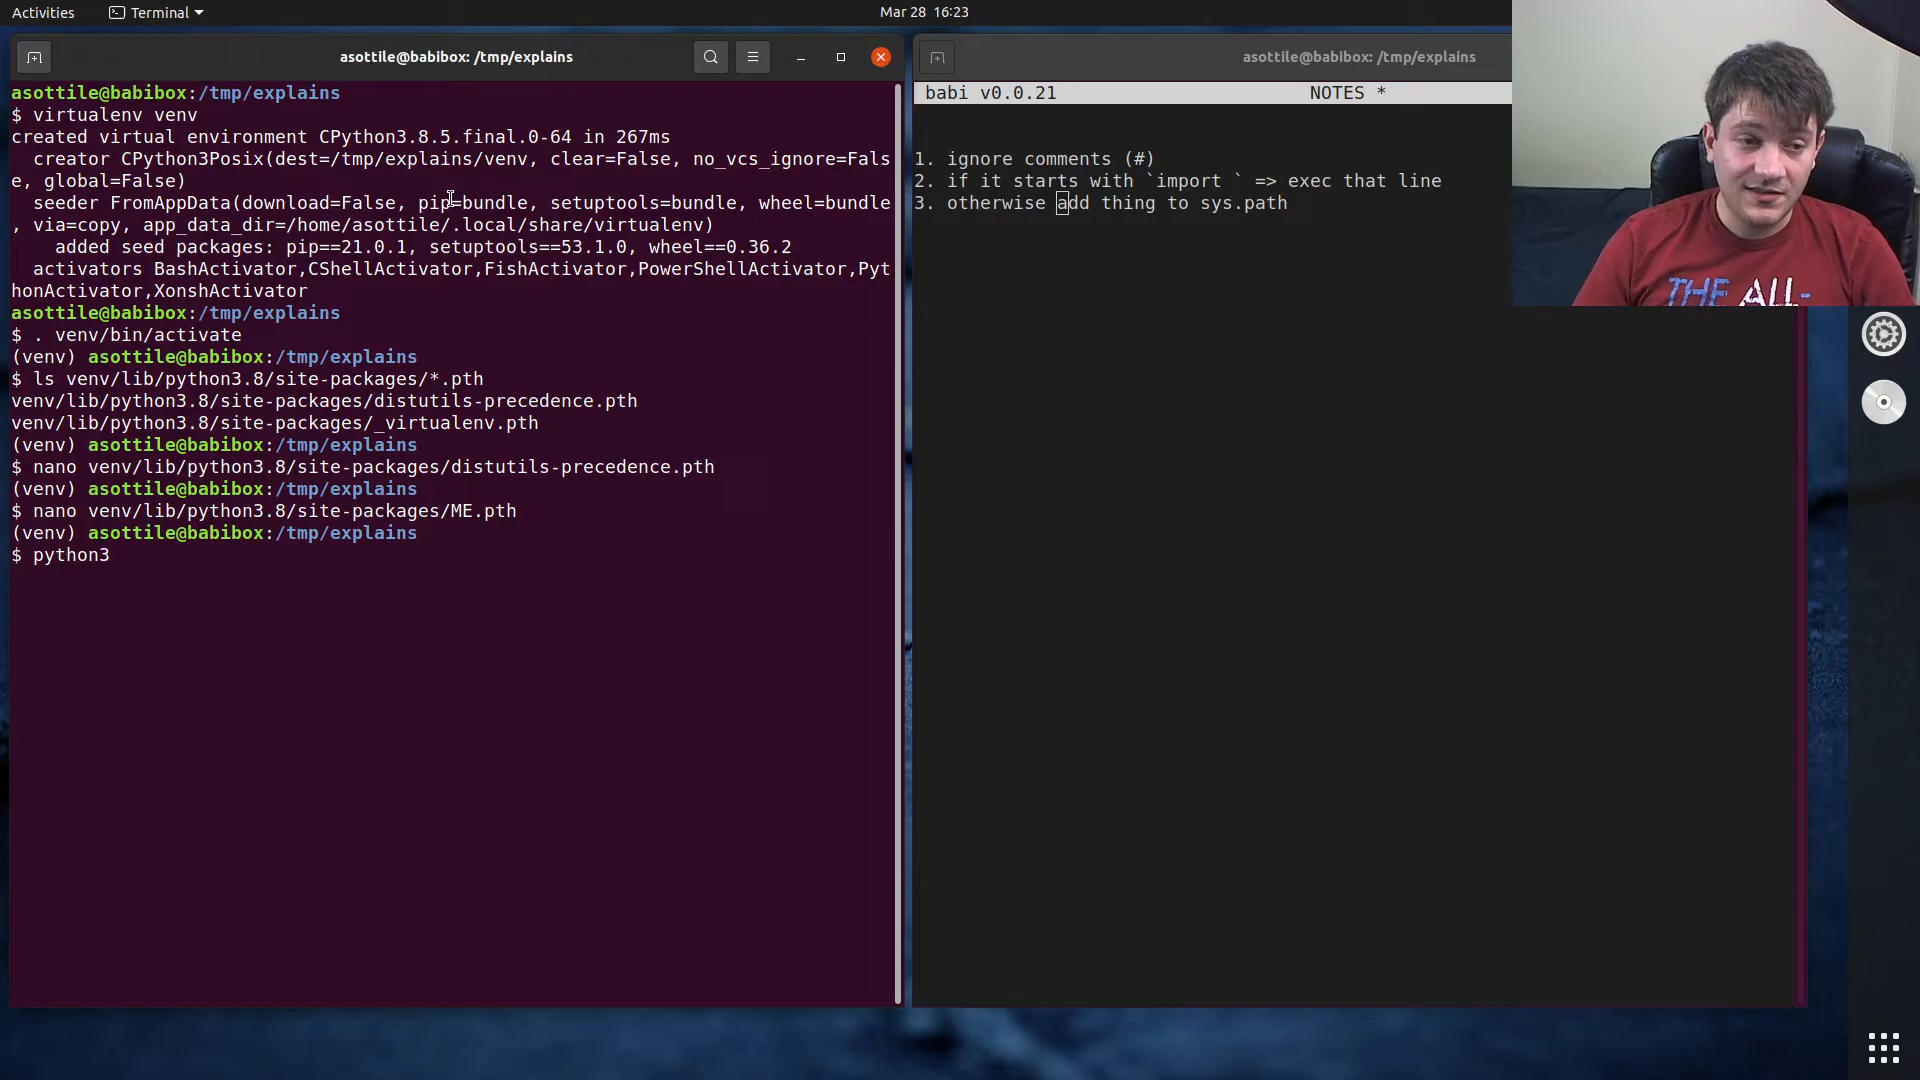 Activities
Terminal
Mar 28 16:23
asottile@babibox: /tmp/explains
asottile@babibox:/tmp/explains
$ virtualenv venv
created virtual environment CPython3.8.5.final.0-64 in 267ms
  creator CPython3Posix(dest=/tmp/explains/venv, clear=False, no_vcs_ignore=Fals
e, global=False)
  seeder FromAppData(download=False, pip=bundle, setuptools=bundle, wheel=bundle
, via=copy, app_data_dir=/home/asottile/.local/share/virtualenv)
    added seed packages: pip==21.0.1, setuptools==53.1.0, wheel==0.36.2
  activators BashActivator,CShellActivator,FishActivator,PowerShellActivator,Pyt
honActivator,XonshActivator
asottile@babibox:/tmp/explains
$ . venv/bin/activate
(venv) asottile@babibox:/tmp/explains
$ ls venv/lib/python3.8/site-packages/*.pth
venv/lib/python3.8/site-packages/distutils-precedence.pth
venv/lib/python3.8/site-packages/_virtualenv.pth
(venv) asottile@babibox:/tmp/explains
$ nano venv/lib/python3.8/site-packages/distutils-precedence.pth
(venv) asottile@babibox:/tmp/explains
$ nano venv/lib/python3.8/site-packages/ME.pth
(venv) asottile@babibox:/tmp/explains
$ python3
asottile@babibox: /tmp/explains
babi v0.0.21 NOTES *
1. ignore comments (#)
2. if it starts with `import ` => exec that line
3. otherwise add thing to sys.path
THE ALL-